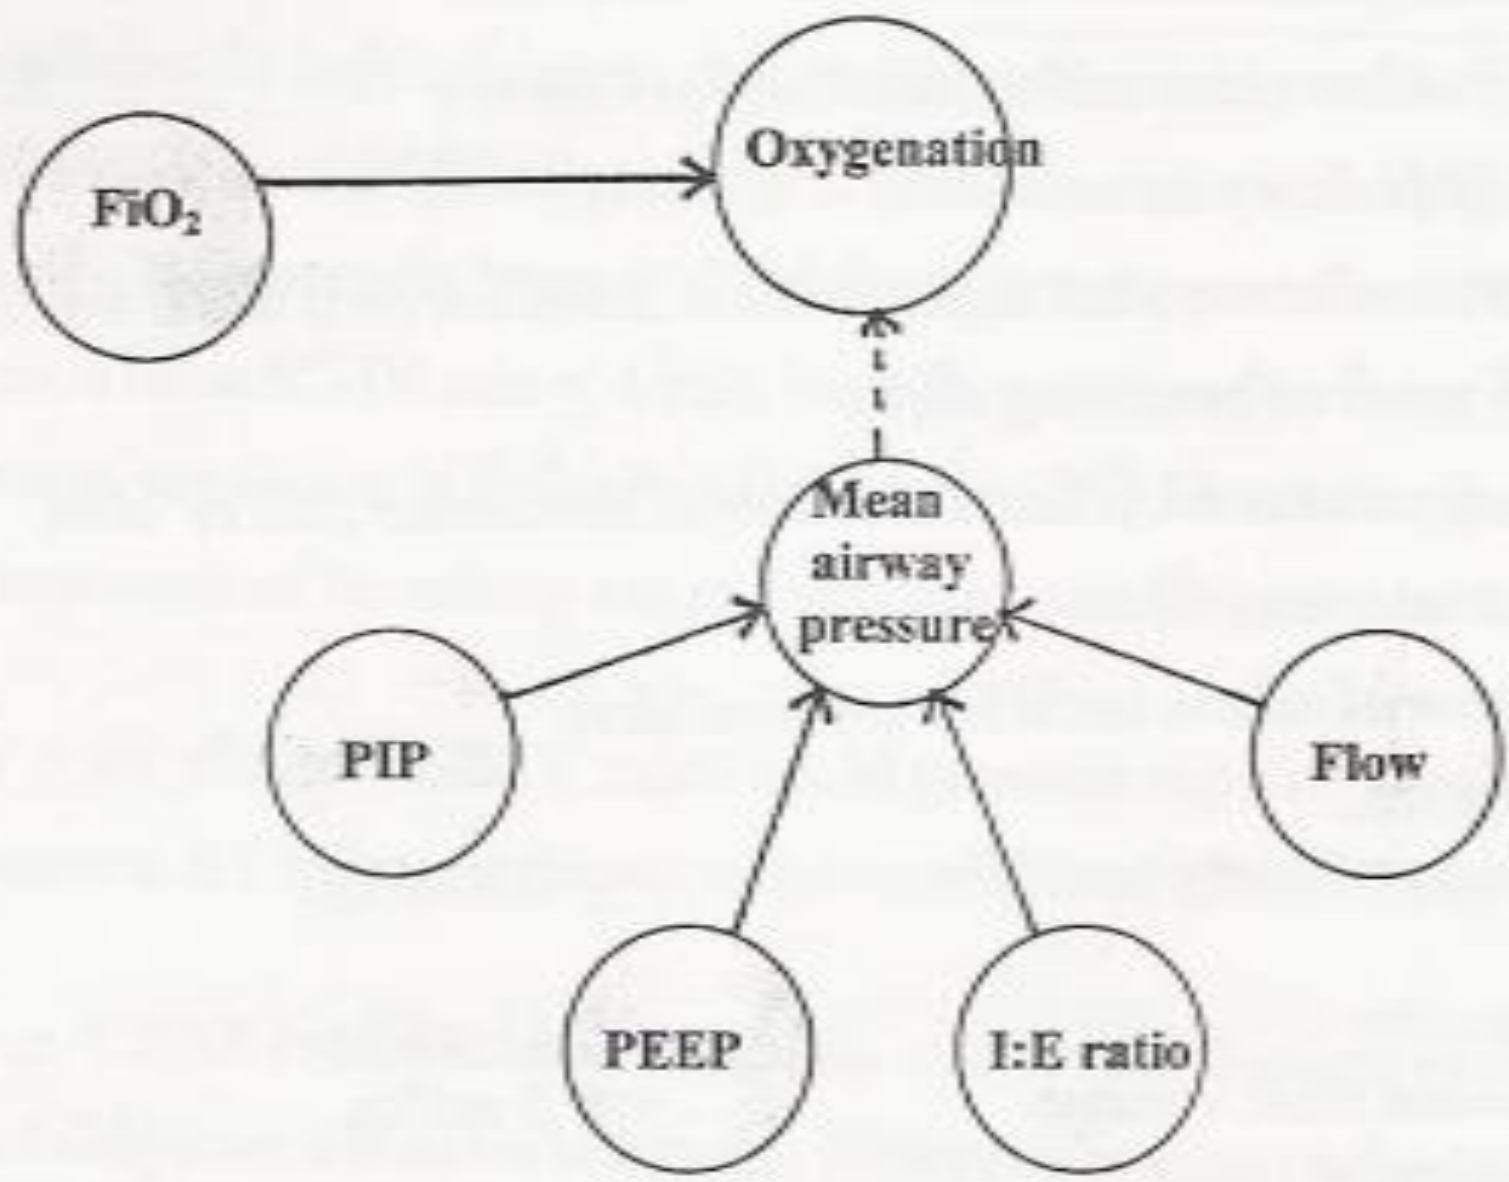 Oxygenation
FiO₂
Mean
airway
pressure
PIP
Flow
PEEP
I:E ratio